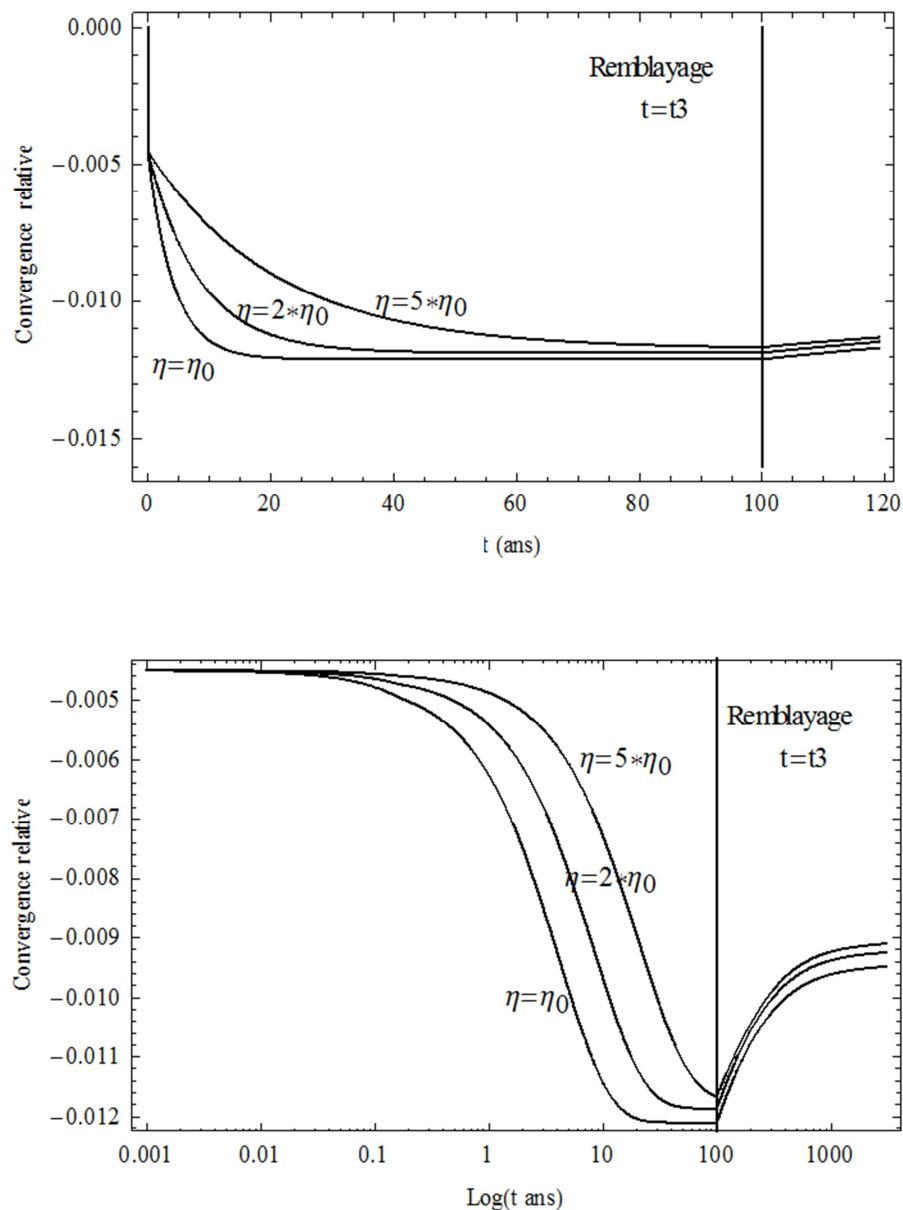 0.000
−0.005
−0.010
−0.015
Convergence relative
Remblayage
t=t3
η=5*η0
η=2*η0
η=η0
0 20 40 60 80 100 120
t (ans)
−0.005
−0.006
−0.007
−0.008
−0.009
−0.010
−0.011
−0.012
Convergence relative
Remblayage
t=t3
η=5*η0
η=2*η0
η=η0
0.001 0.01 0.1 1 10 100 1000
Log(t ans)